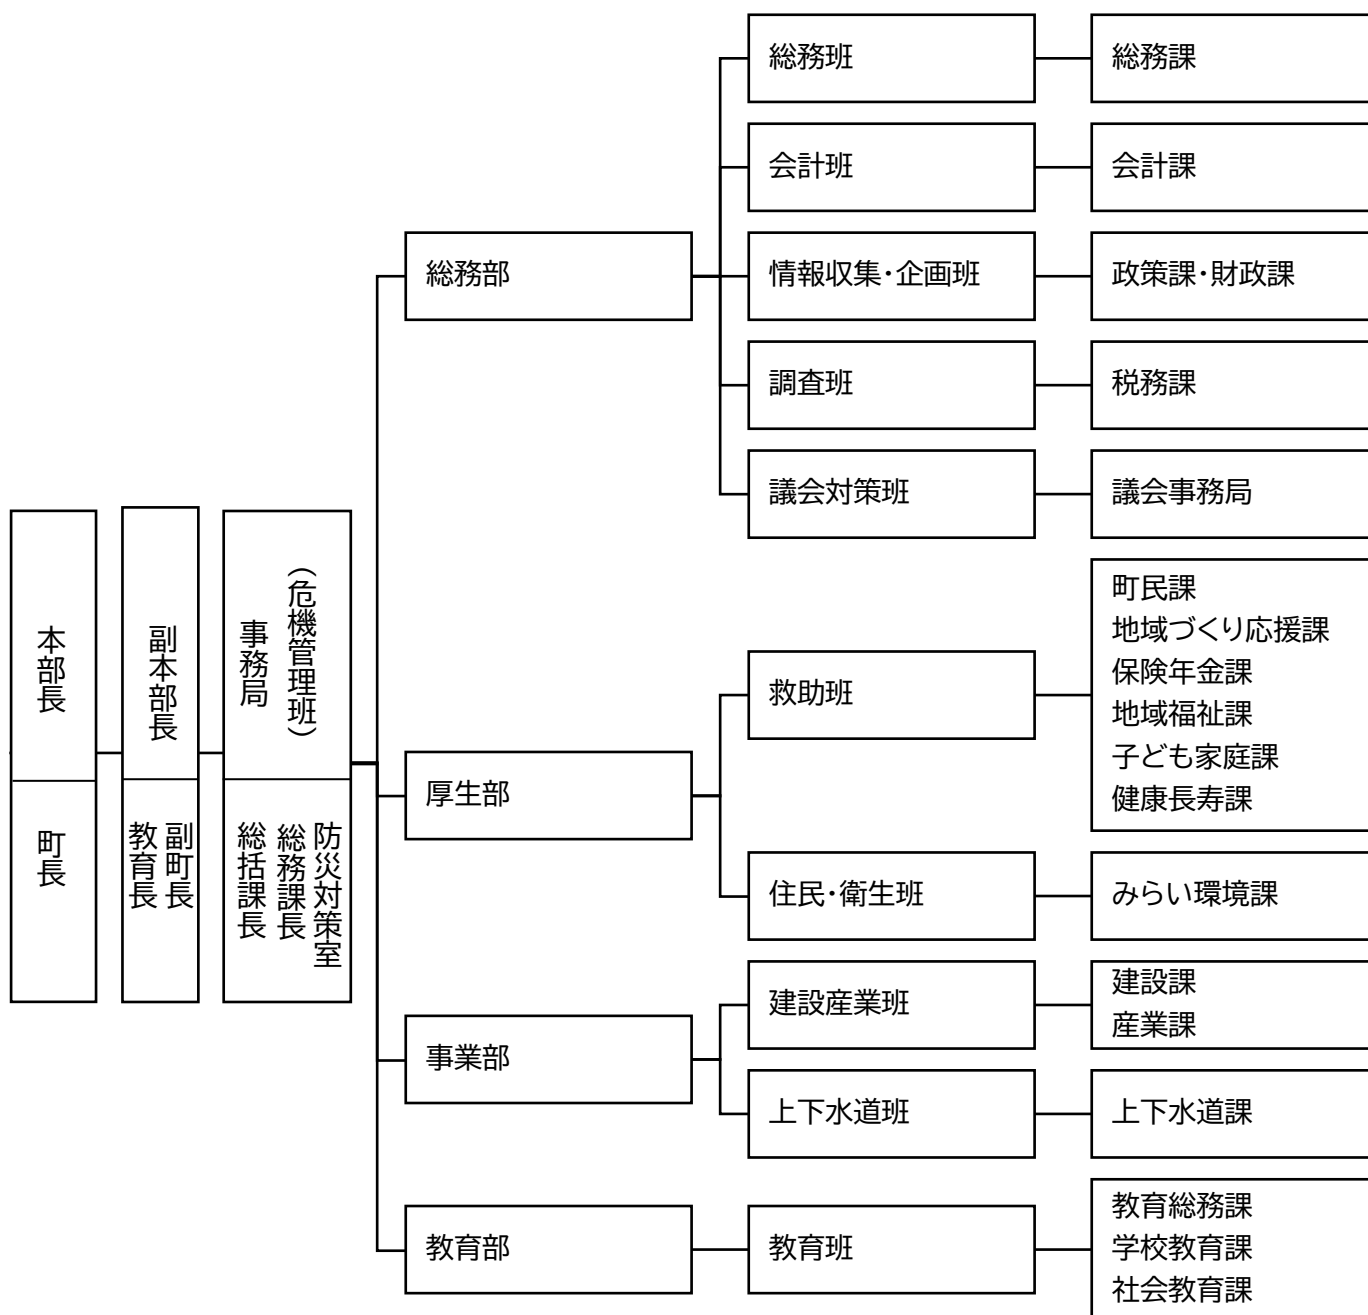 本部長
町長
副本部長
副町長
教育長
(危機管理班)
事務局
防災対策室
総務課長
総括課長
総務部
総務班
総務課
会計班
会計課
情報収集・企画班
政策課・財政課
調査班
税務課
議会対策班
議会事務局
厚生部
救助班
町民課
地域づくり応援課
保険年金課
地域福祉課
子ども家庭課
健康長寿課
住民・衛生班
みらい環境課
事業部
建設産業班
建設課
産業課
上下水道班
上下水道課
教育部
教育班
教育総務課
学校教育課
社会教育課